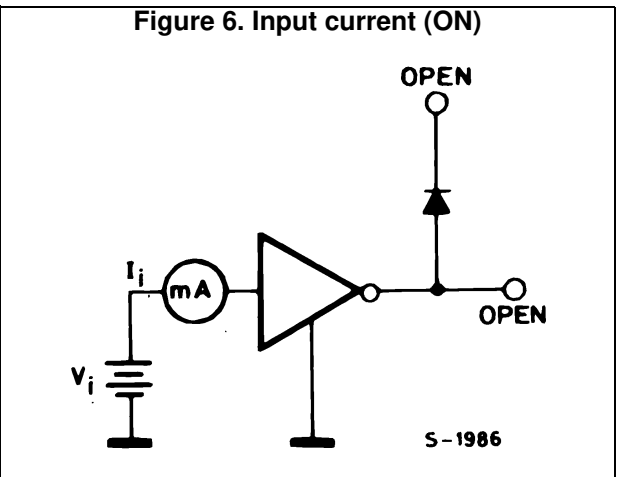 Figure 6. Input current (ON)
OPEN
Ii
mA
OPEN
Vi
S-1986